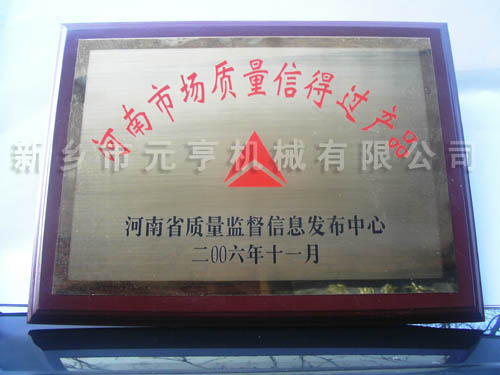 河南市场质量信得过产品
新乡市元亨机械有限公司
河南省质量监督信息发布中心
二00六年十一月